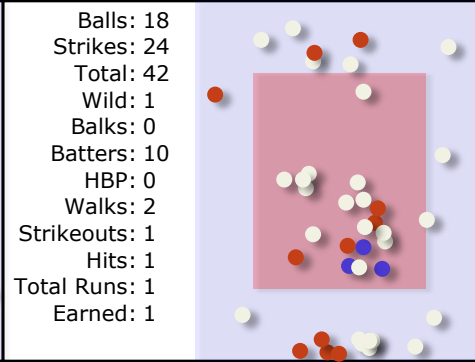 Balls: 18
Strikes: 24
Total: 42
Wild: 1
Balks: 0
Batters: 10
HBP: 0
Walks: 2
Strikeouts: 1
Hits: 1
Total Runs: 1
Earned: 1